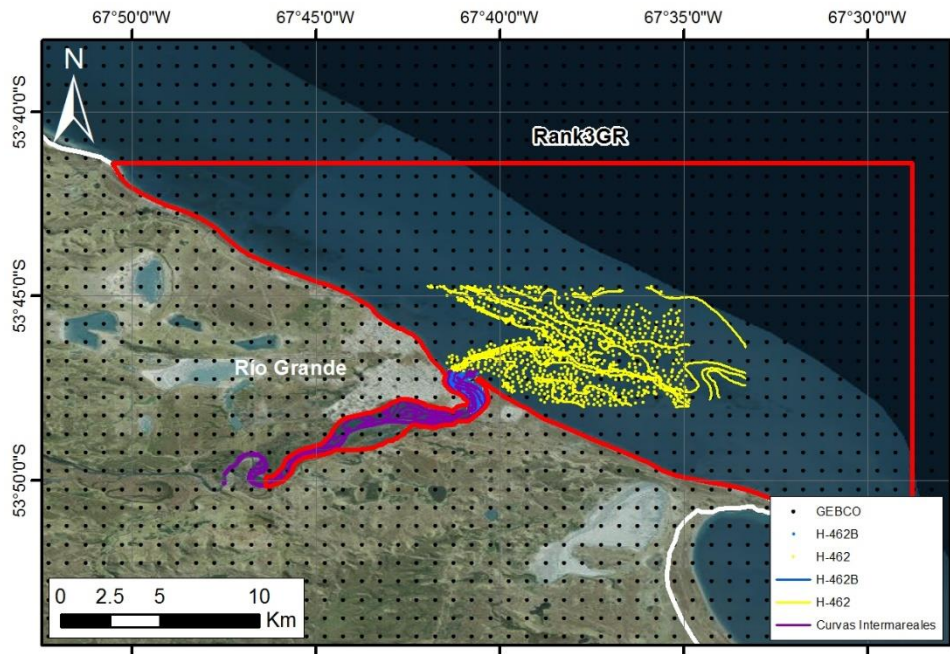 67°50'0"W 67°45'0"W 67°40'0"W 67°35'0"W 67°30'0"W
N
53°40'0"S
Rank3GR
53°45'0"S
Río Grande
53°50'0"S
GEBCO
H-462B
H-462
H-462B
H-462
Curvas Intermareales
0 2.5 5 10
Km